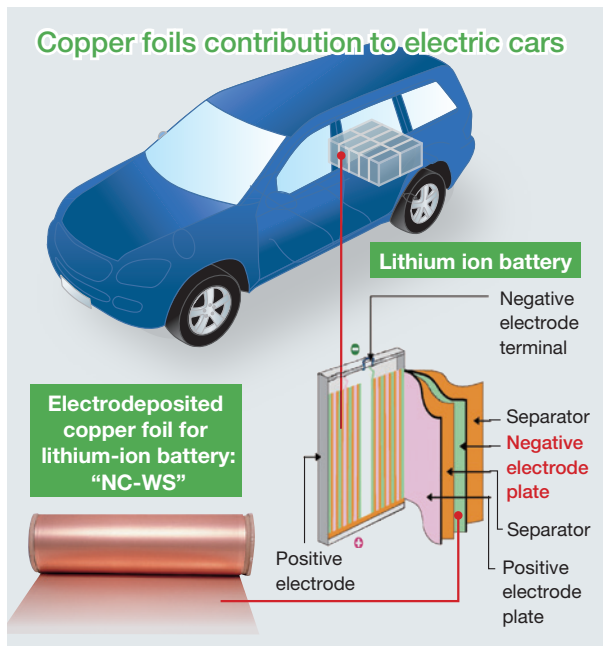 Copper foils contribution to electric cars
Lithium ion battery
Negative
electrode
terminal
Electrodeposited
copper foil for
lithium-ion battery:
“NC-WS”
Separator
Negative
electrode
plate
Separator
Positive
electrode
Positive
electrode
plate